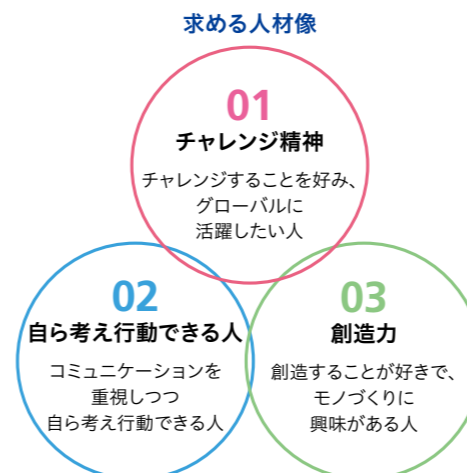 求める人材像
01
チャレンジ精神
チャレンジすることを好み、
グローバルに
活躍したい人
02
自ら考え行動できる人
コミュニケーションを
重視しつつ
自ら考え行動できる人
03
創造力
創造することが好きで、
モノづくりに
興味がある人